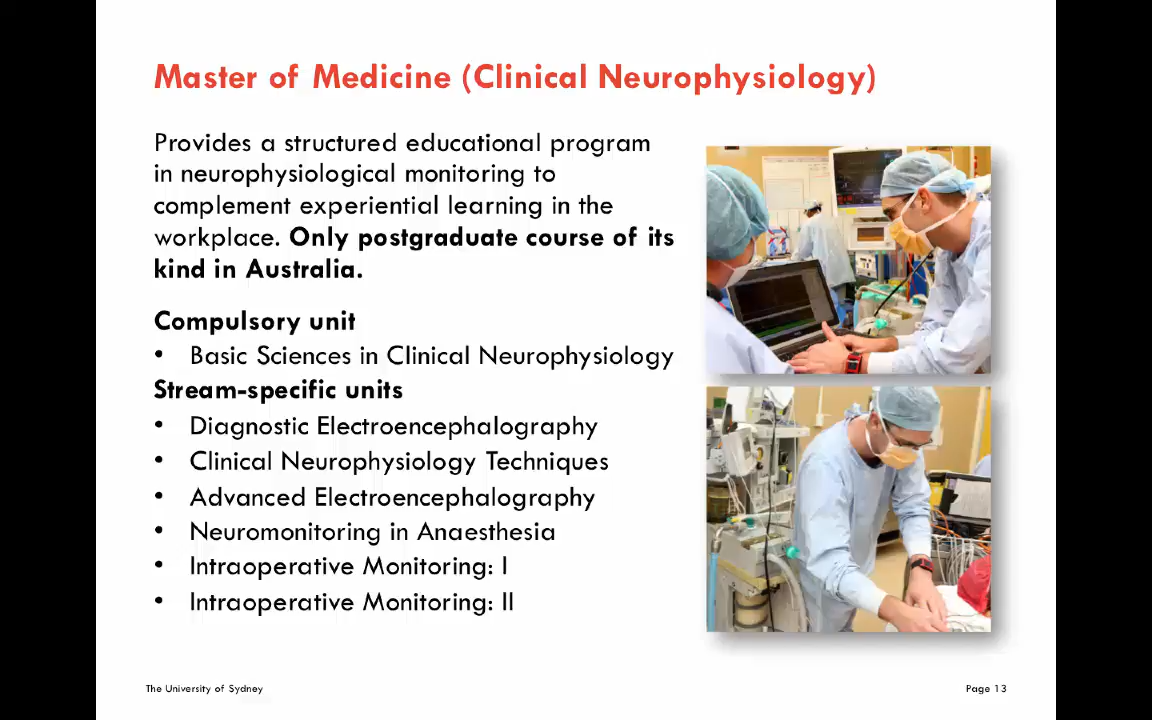 Master of Medicine (Clinical Neurophysiology)
Provides a structured educational program
in neurophysiological monitoring to
complement experiential learning in the
workplace. Only postgraduate course of its
kind in Australia.
Compulsory unit
• Basic Sciences in Clinical Neurophysiology
Stream-specific units
• Diagnostic Electroencephalography
• Clinical Neurophysiology Techniques
• Advanced Electroencephalography
• Neuromonitoring in Anaesthesia
• Intraoperative Monitoring: I
• Intraoperative Monitoring: II
The University of Sydney
Page 13